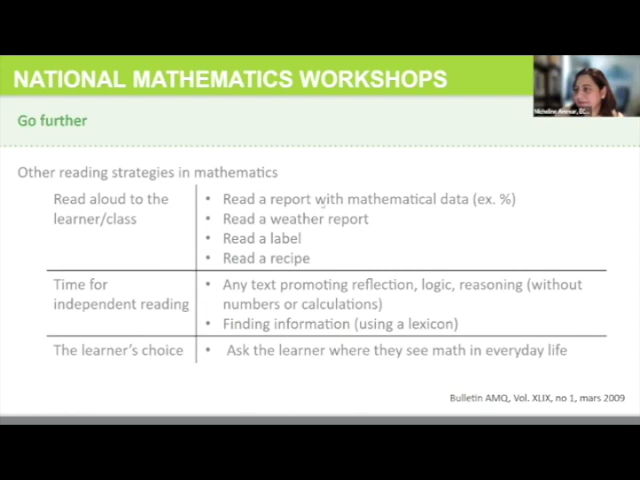 NATIONAL MATHEMATICS WORKSHOPS
Go further
Other reading strategies in mathematics
Read aloud to the
learner/class
• Read a report with mathematical data (ex. %)
• Read a weather report
• Read a label
• Read a recipe
Time for
independent reading
• Any text promoting reflection, logic, reasoning (without
numbers or calculations)
• Finding information (using a lexicon)
The learner's choice
• Ask the learner where they see math in everyday life
Bulletin AMQ, Vol. XLIX, no 1, mars 2009
Micheline